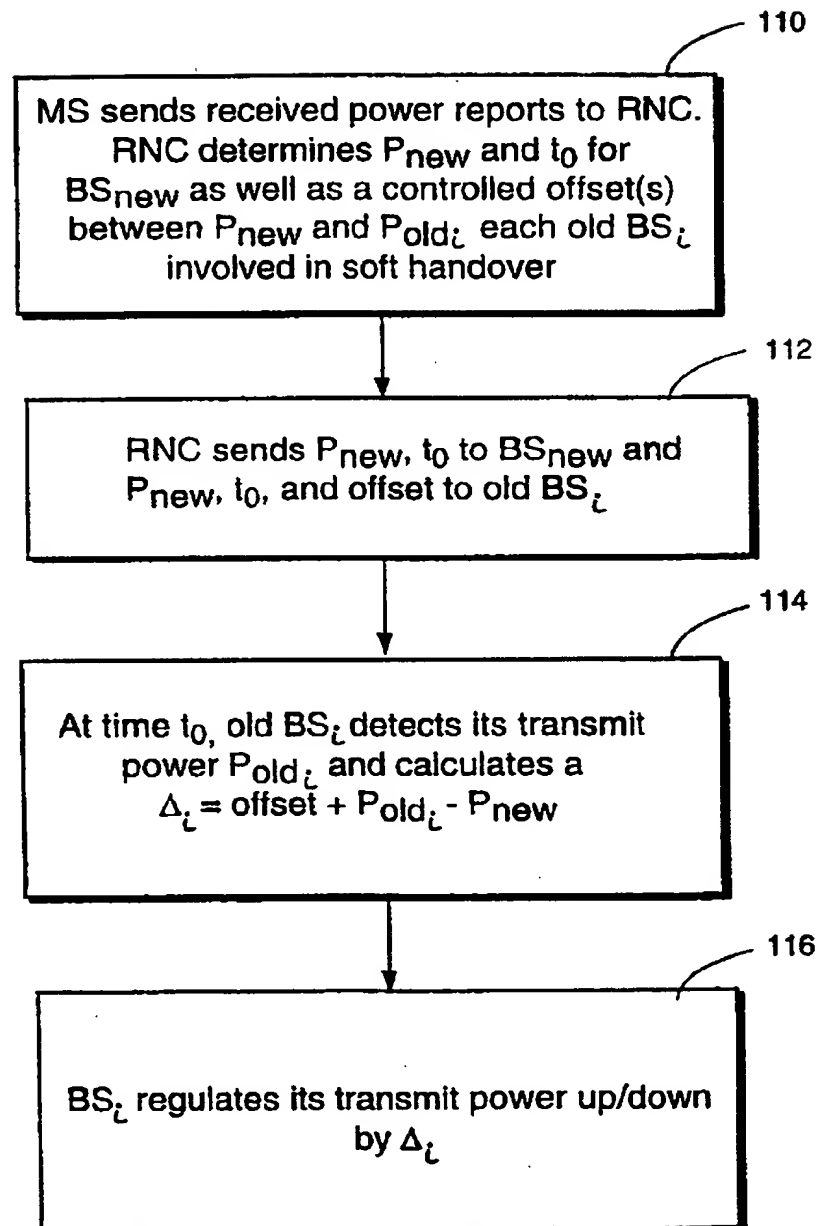 110
MS sends received power reports to RNC.
RNC determines Pnew and t0 for
BSnew as well as a controlled offset(s)
between Pnew and Poldi each old BSi
involved in soft handover
112
RNC sends Pnew, t0 to BSnew and
Pnew, t0, and offset to old BSi
114
At time t0, old BSi detects its transmit
power Poldi and calculates a
Δi = offset + Poldi - Pnew
116
BSi regulates its transmit power up/down
by Δi